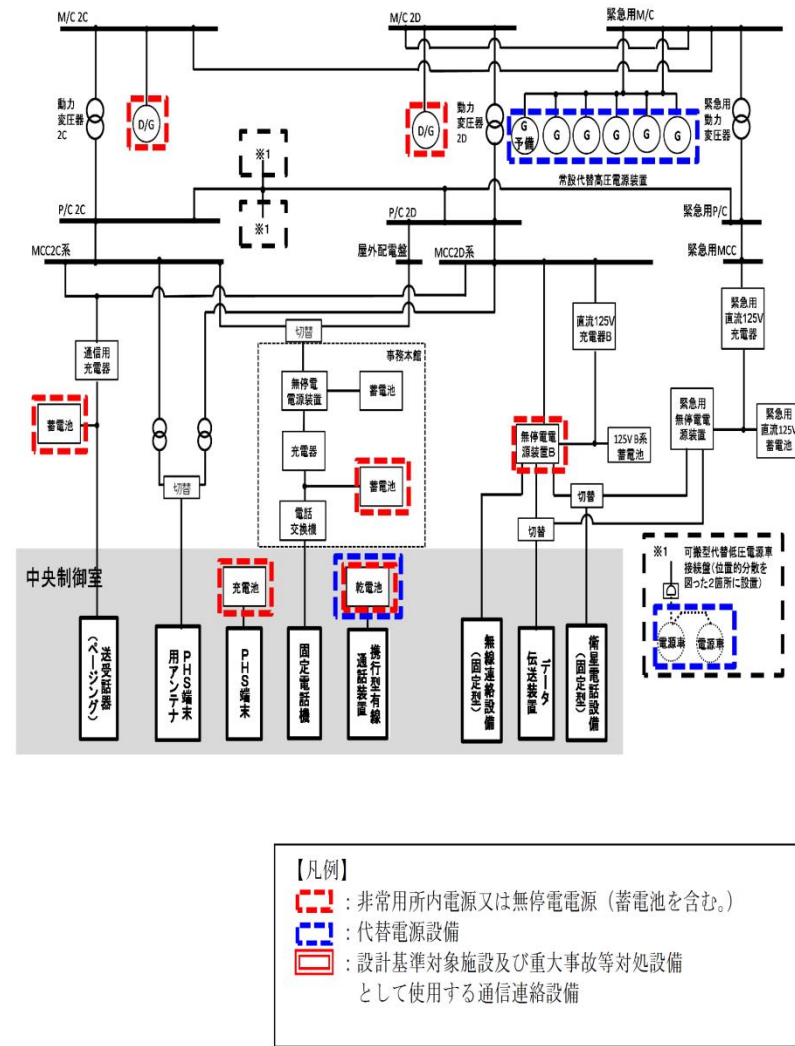 M/C 2C
M/C 2D
緊急用M/C
動力
変圧器
2C
D/G
D/G
動力
変圧器
2D
G
予備
G
G
G
G
G
緊急用
動力
変圧器
※1
※1
常設代替高圧電源装置
P/C 2C
P/C 2D
緊急用P/C
MCC2C系
屋外配電盤
MCC2D系
緊急用MCC
切替
事務本館
通信用
充電器
無停電
電源装置
蓄電池
直流125V
充電器B
緊急用
直流125V
充電器
蓄電池
充電器
無停電電
源装置B
125V B系
蓄電池
緊急用
無停電電
源装置
緊急用
直流125V
蓄電池
切替
蓄電池
電話
交換機
切替
切替
中央制御室
充電池
乾電池
※1 可搬型代替低圧電源車
接続盤(位置的分散を
図った2箇所に設置)
電源車
電源車
送受話器
(ページング)
PHS端末
用アンテナ
PHS端末
固定電話機
携行型有線
通話装置
無線連絡設備
(固定型)
データ
伝送装置
衛星電話設備
(固定型)
【凡例】
:非常用所内電源又は無停電電源(蓄電池を含む。)
:代替電源設備
:設計基準対象施設及び重大事故等対処設備
として使用する通信連絡設備